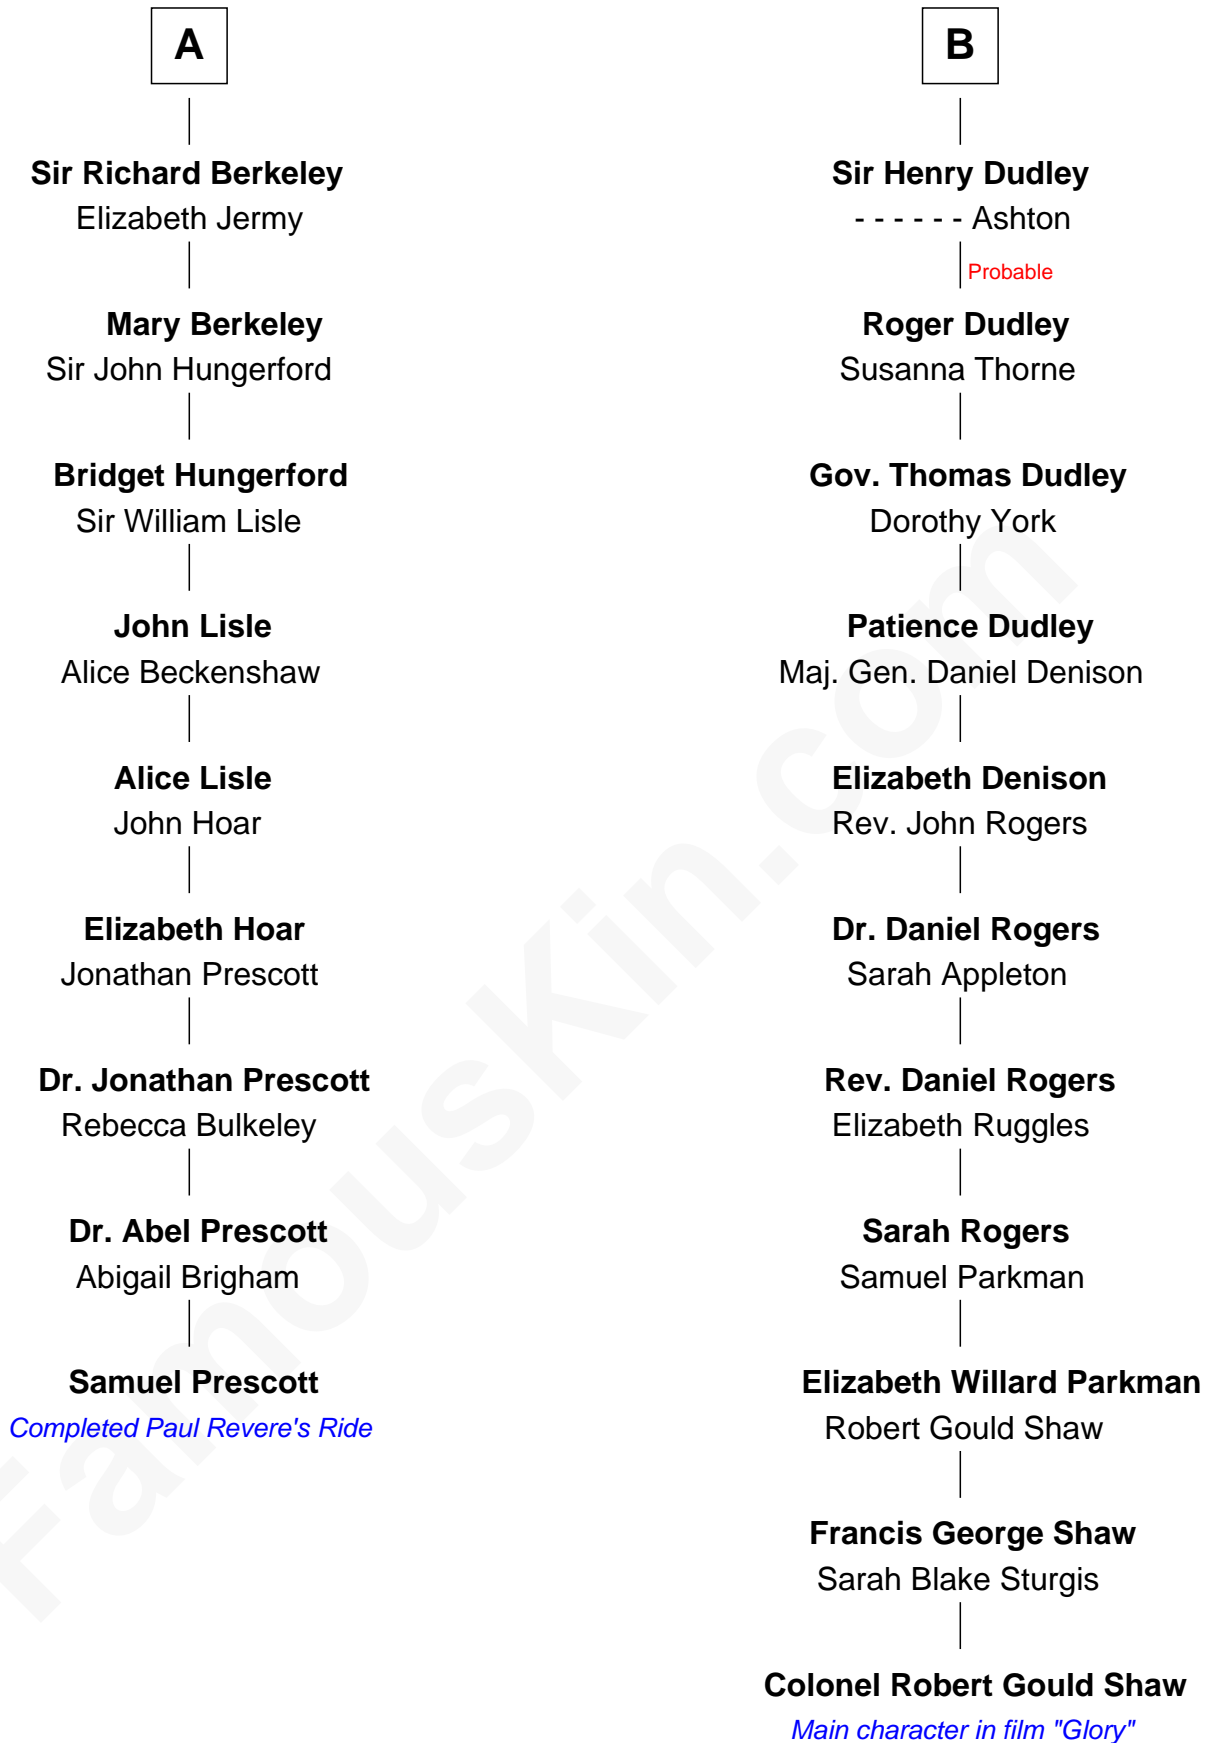 A
Sir Richard Berkeley
Elizabeth Jermy
Mary Berkeley
Sir John Hungerford
Bridget Hungerford
Sir William Lisle
John Lisle
Alice Beckenshaw
Alice Lisle
John Hoar
Elizabeth Hoar
Jonathan Prescott
Dr. Jonathan Prescott
Rebecca Bulkeley
Dr. Abel Prescott
Abigail Brigham
Samuel Prescott
Completed Paul Revere's Ride
B
Sir Henry Dudley
- - - - - - Ashton
Probable
Roger Dudley
Susanna Thorne
Gov. Thomas Dudley
Dorothy York
Patience Dudley
Maj. Gen. Daniel Denison
Elizabeth Denison
Rev. John Rogers
Dr. Daniel Rogers
Sarah Appleton
Rev. Daniel Rogers
Elizabeth Ruggles
Sarah Rogers
Samuel Parkman
Elizabeth Willard Parkman
Robert Gould Shaw
Francis George Shaw
Sarah Blake Sturgis
Colonel Robert Gould Shaw
Main character in film "Glory"
FamousKin.com